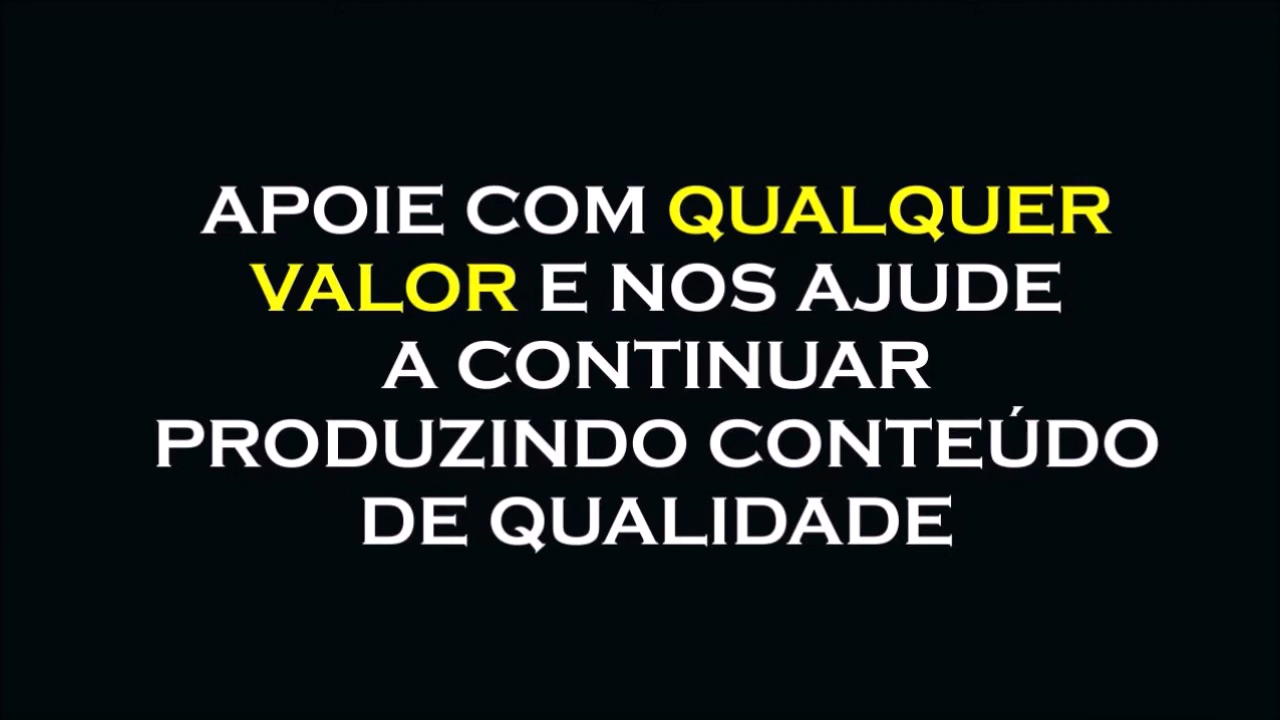 APOIE COM QUALQUER
VALOR E NOS AJUDE
A CONTINUAR
PRODUZINDO CONTEÚDO
DE QUALIDADE